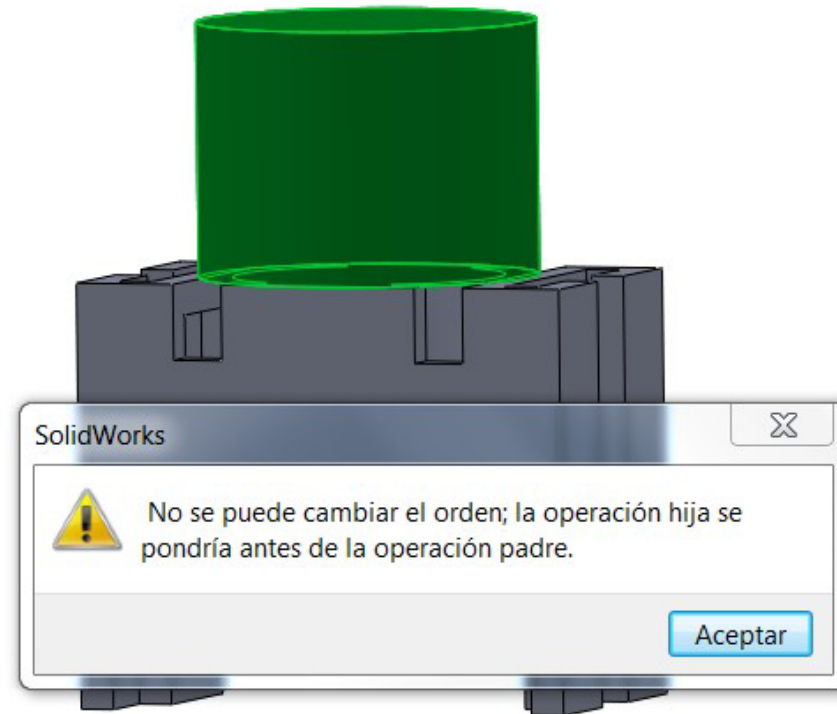 SolidWorks
No se puede cambiar el orden; la operación hija se
pondría antes de la operación padre.
Aceptar